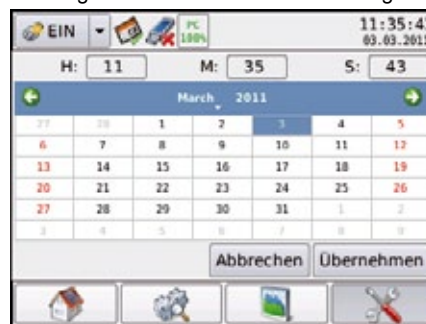 EIN PC 100% 11:35:4
03.03.201
H: 11 M: 35 S: 43
March 2011
27 28 1 2 3 4 5
6 7 8 9 10 11 12
13 14 15 16 17 18 19
20 21 22 23 24 25 26
27 28 29 30 31 1 2
3 4 5 6 7 8 9
Abbrechen Übernehmen